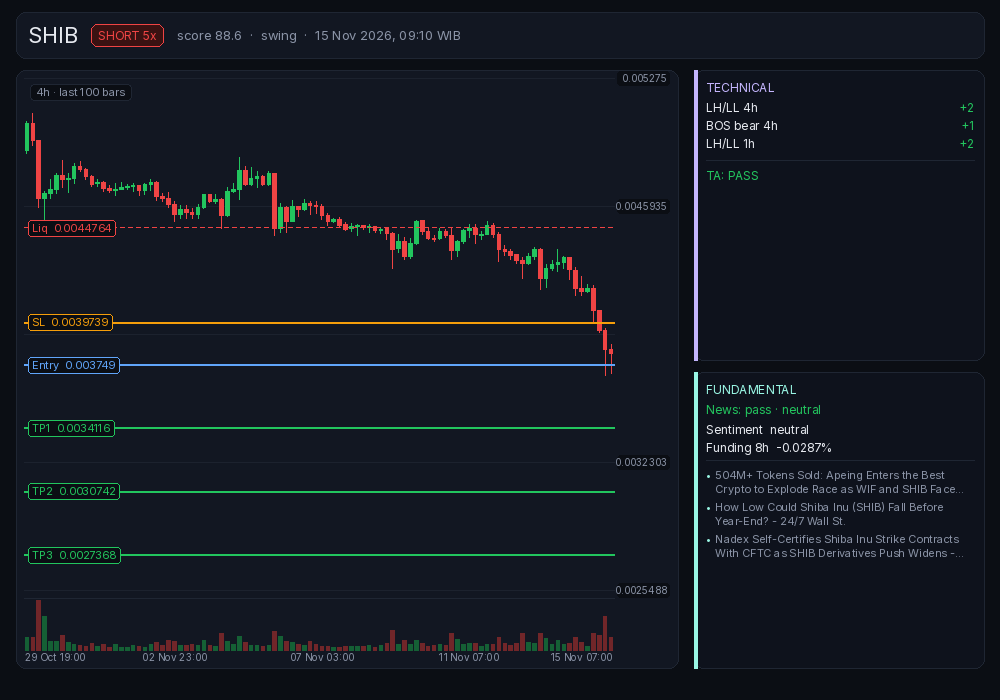 SHIB SHORT 5x score 88.6 · swing · 15 Nov 2026, 09:10 WIB
4h · last 100 bars
0.005275
0.0045935
Liq 0.0044764
SL 0.0039739
Entry 0.003749
TP1 0.0034116
0.0032303
TP2 0.0030742
TP3 0.0027368
0.0025488
29 Oct 19:00 02 Nov 23:00 07 Nov 03:00 11 Nov 07:00 15 Nov 07:00
TECHNICAL
LH/LL 4h +2
BOS bear 4h +1
LH/LL 1h +2
TA: PASS
FUNDAMENTAL
News: pass · neutral
Sentiment neutral
Funding 8h -0.0287%
• 504M+ Tokens Sold: Apeing Enters the Best
Crypto to Explode Race as WIF and SHIB Face...
• How Low Could Shiba Inu (SHIB) Fall Before
Year-End? - 24/7 Wall St.
• Nadex Self-Certifies Shiba Inu Strike Contracts
With CFTC as SHIB Derivatives Push Widens -...